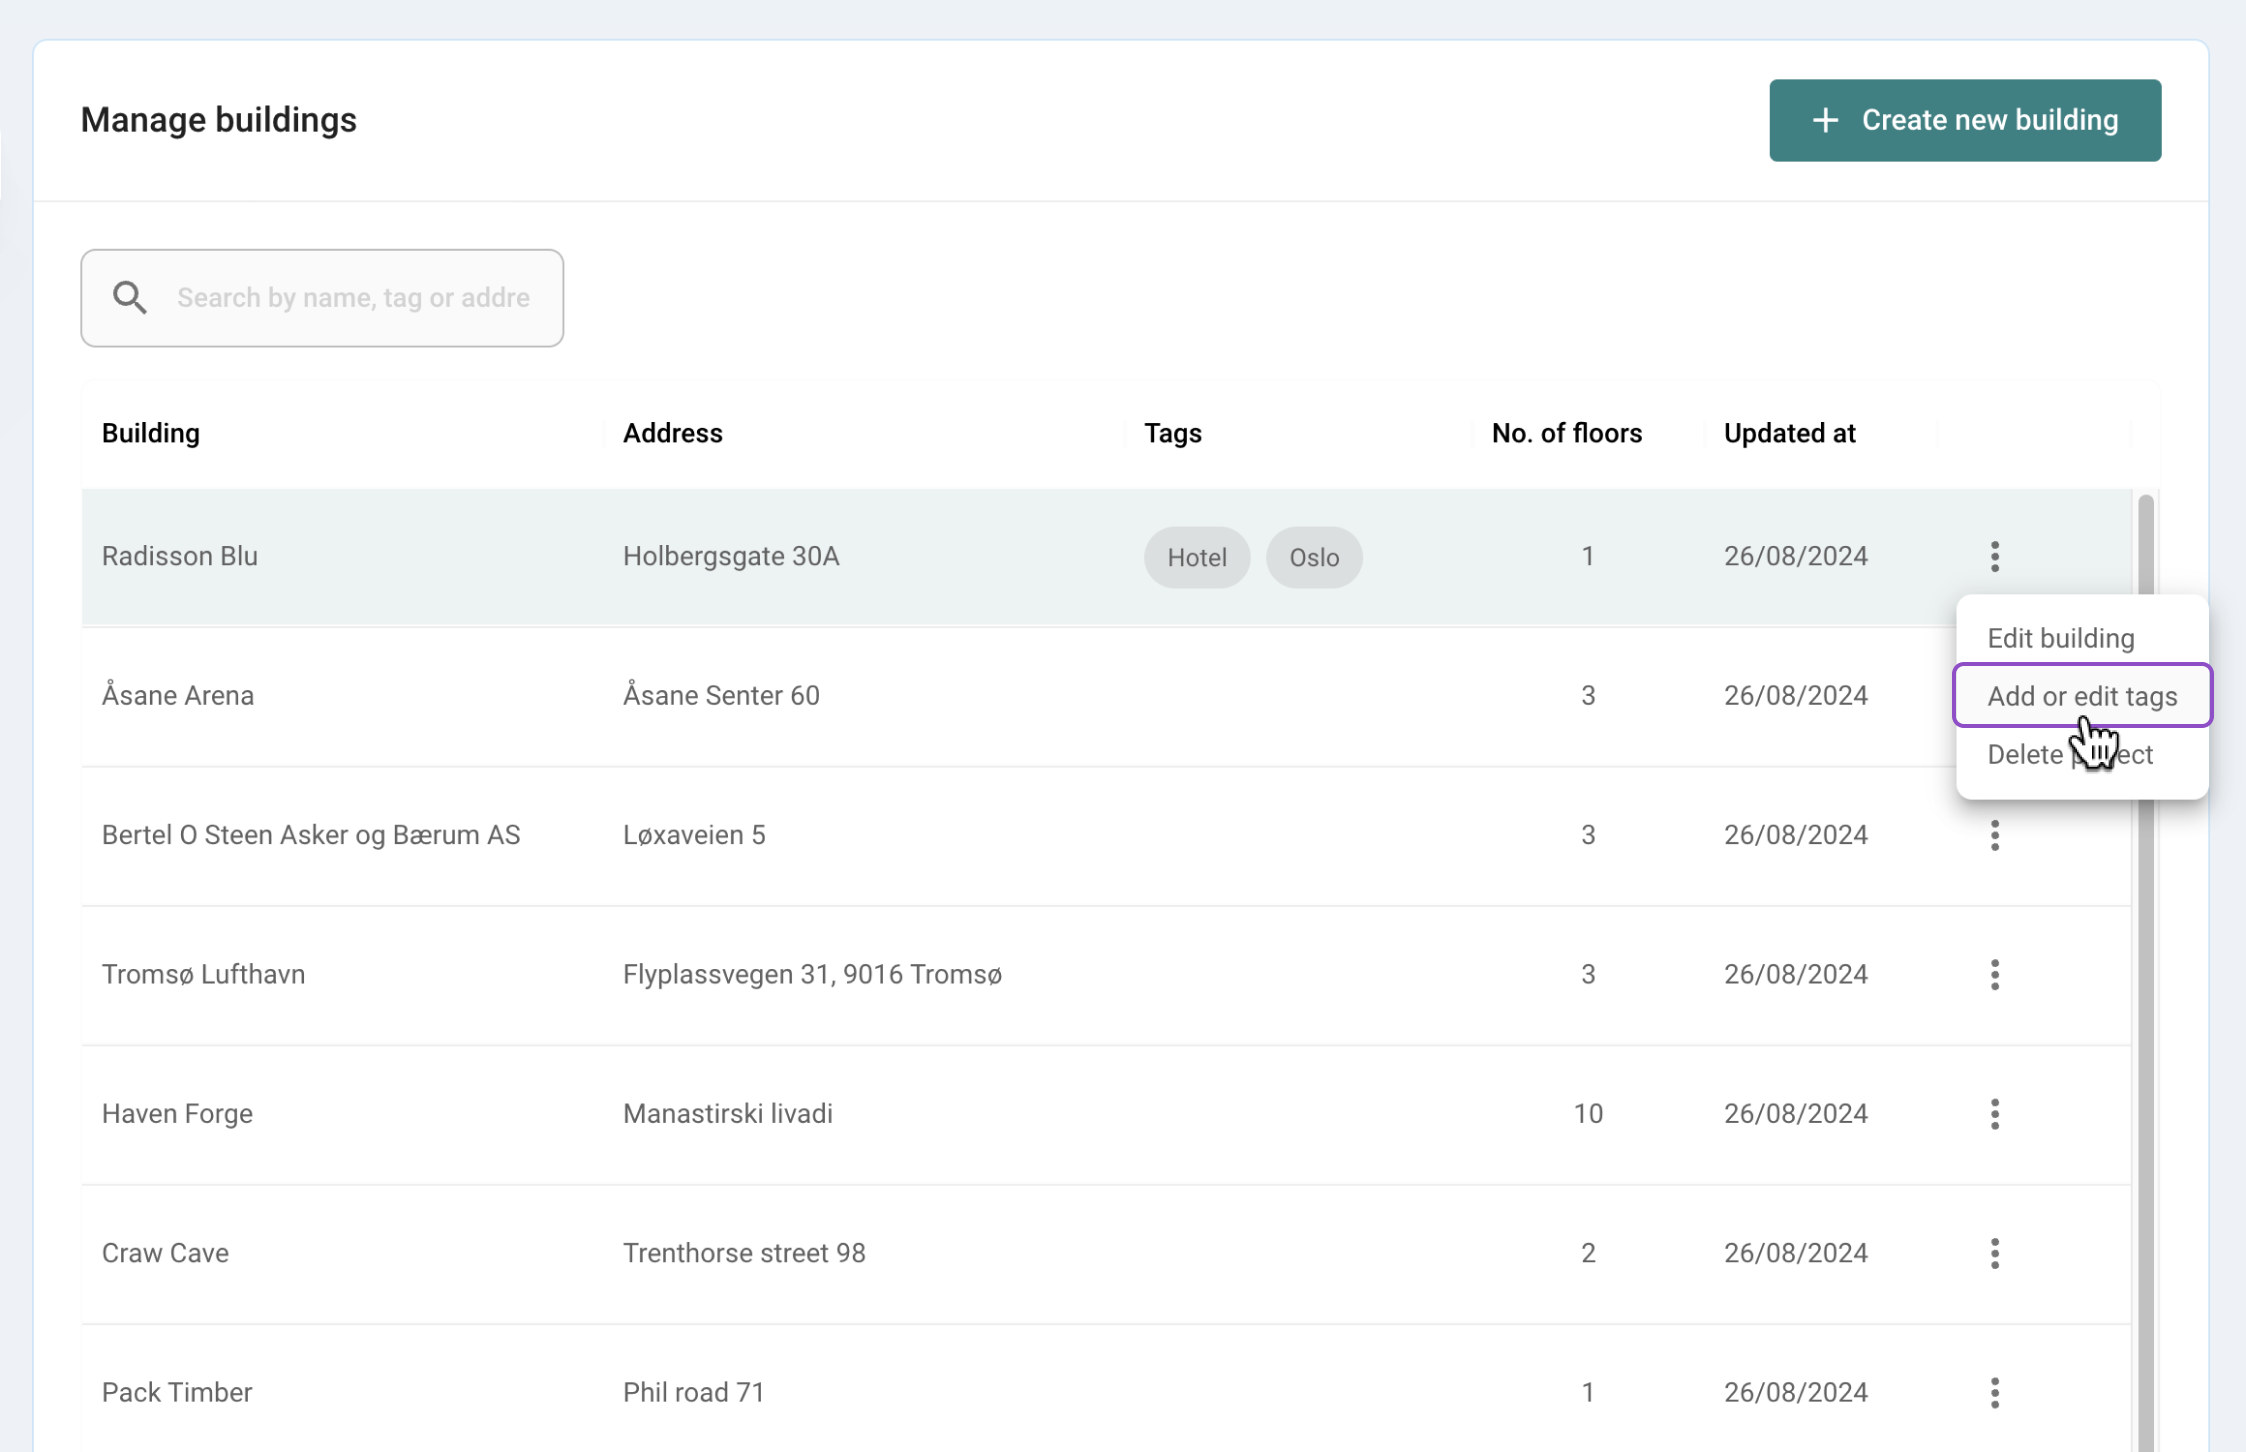 Manage buildings
+ Create new building
Search by name, tag or addre
Building Address Tags No. of floors Updated at
Radisson Blu Holbergsgate 30A Hotel Oslo 1 26/08/2024
Edit building
Åsane Arena Åsane Senter 60 3 26/08/2024 Add or edit tags
Delete
Bertel O Steen Asker og Bærum AS Løxaveien 5 3 26/08/2024
Tromsø Lufthavn Flyplassvegen 31, 9016 Tromsø 3 26/08/2024
Haven Forge Manastirski livadi 10 26/08/2024
Craw Cave Trenthorse street 98 2 26/08/2024
Pack Timber Phil road 71 1 26/08/2024